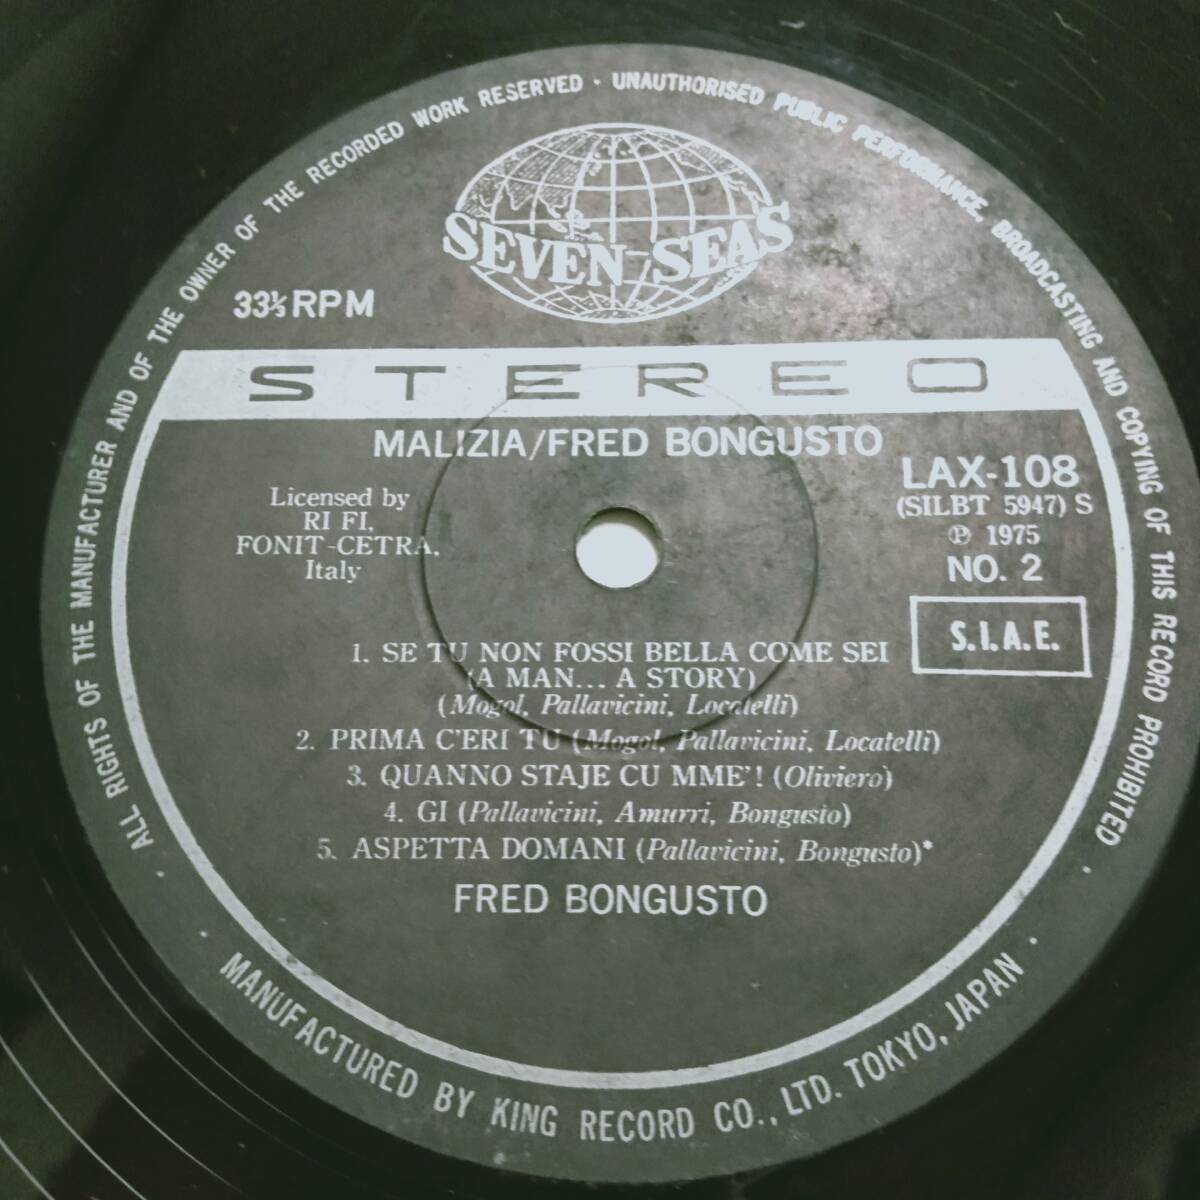 ALL RIGHTS OF THE MANUFACTURER AND OF THE OWNER OF THE RECORDED WORK RESERVED · UNAUTHORISED PUBLIC PERFORMANCE, BROADCASTING AND COPYING OF THIS RECORD PROHIBITED
SEVEN SEAS
33⅓ RPM
STEREO
MALIZIA/FRED BONGUSTO
Licensed by
RI FI,
FONIT-CETRA,
Italy
LAX-108
(SILBT 5947) S
℗ 1975
NO. 2
S.I.A.E.
1. SE TU NON FOSSI BELLA COME SEI
(A MAN... A STORY)
(Mogol, Pallavicini, Locatelli)
2. PRIMA C'ERI TU (Mogol, Pallavicini, Locatelli)
3. QUANNO STAJE CU MME'! (Oliviero)
4. GI (Pallavicini, Amurri, Bongusto)
5. ASPETTA DOMANI (Pallavicini, Bongusto)*
FRED BONGUSTO
· MANUFACTURED BY KING RECORD CO., LTD. TOKYO, JAPAN ·